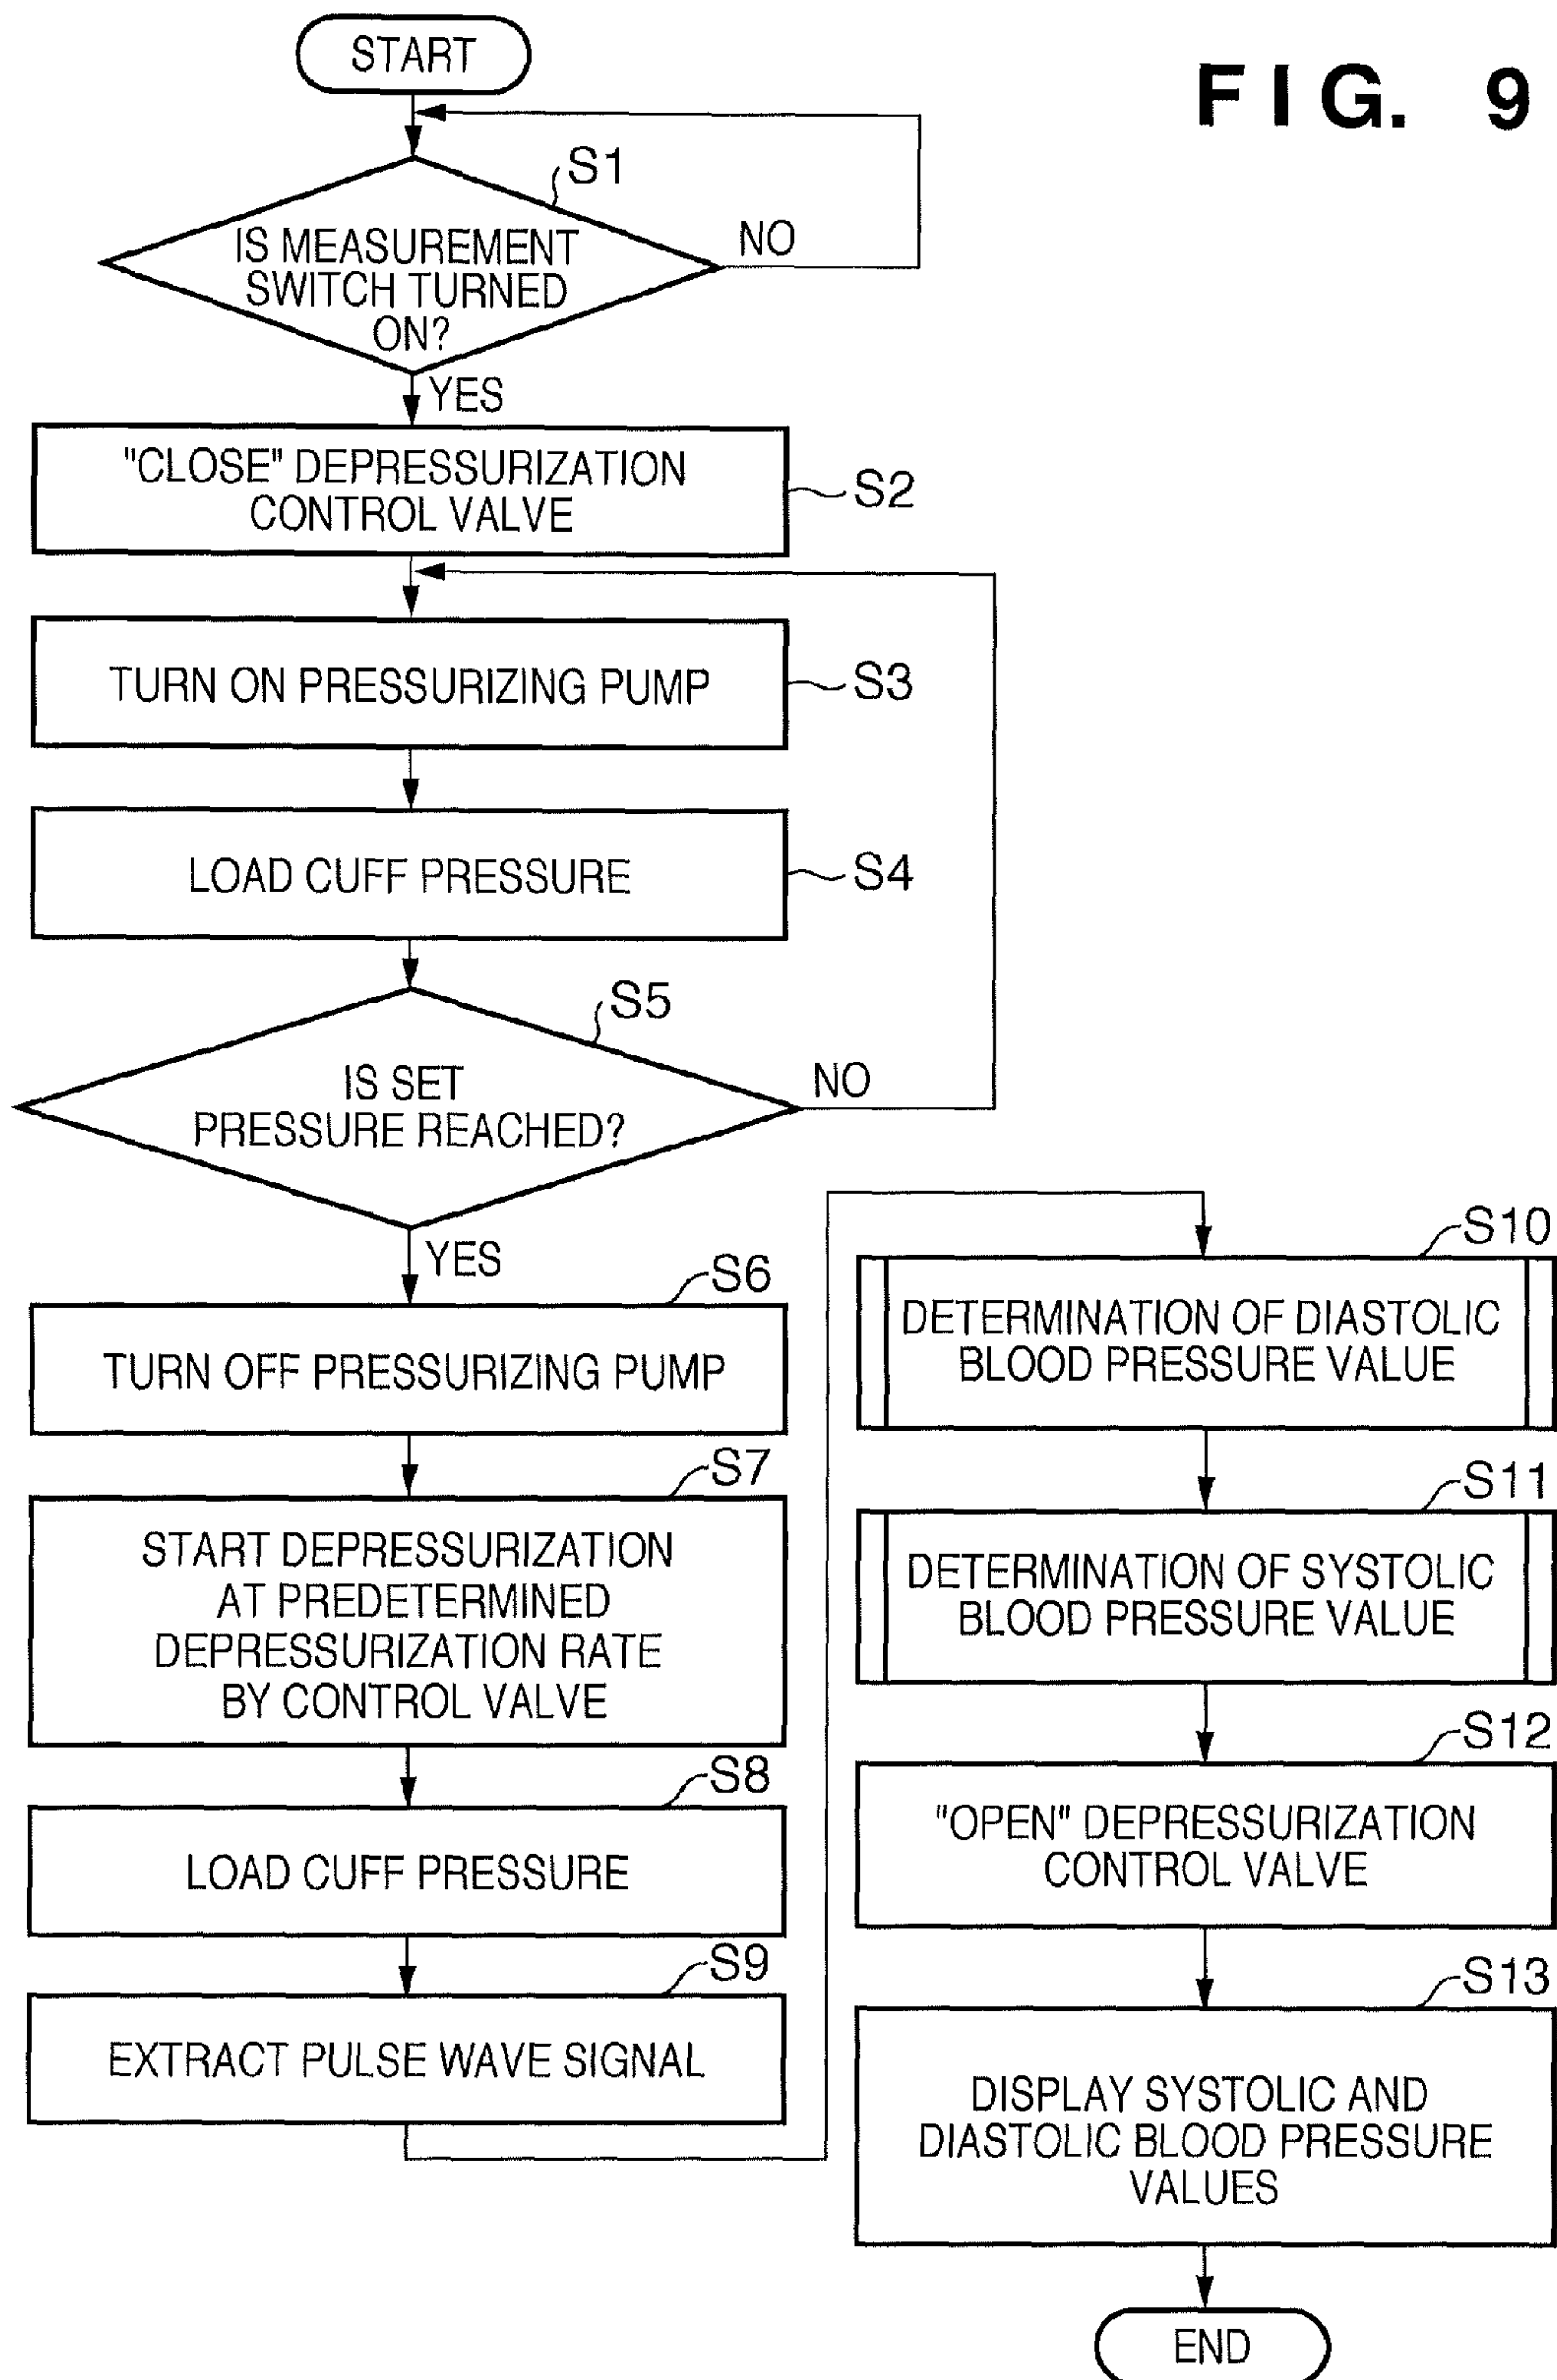 START
FIG. 9
S1
IS MEASUREMENT
SWITCH TURNED
ON?
NO
YES
"CLOSE" DEPRESSURIZATION
CONTROL VALVE
S2
TURN ON PRESSURIZING PUMP
S3
LOAD CUFF PRESSURE
S4
S5
IS SET
PRESSURE REACHED?
NO
YES
S6
TURN OFF PRESSURIZING PUMP
S7
START DEPRESSURIZATION
AT PREDETERMINED
DEPRESSURIZATION RATE
BY CONTROL VALVE
S8
LOAD CUFF PRESSURE
S9
EXTRACT PULSE WAVE SIGNAL
S10
DETERMINATION OF DIASTOLIC
BLOOD PRESSURE VALUE
S11
DETERMINATION OF SYSTOLIC
BLOOD PRESSURE VALUE
S12
"OPEN" DEPRESSURIZATION
CONTROL VALVE
S13
DISPLAY SYSTOLIC AND
DIASTOLIC BLOOD PRESSURE
VALUES
END